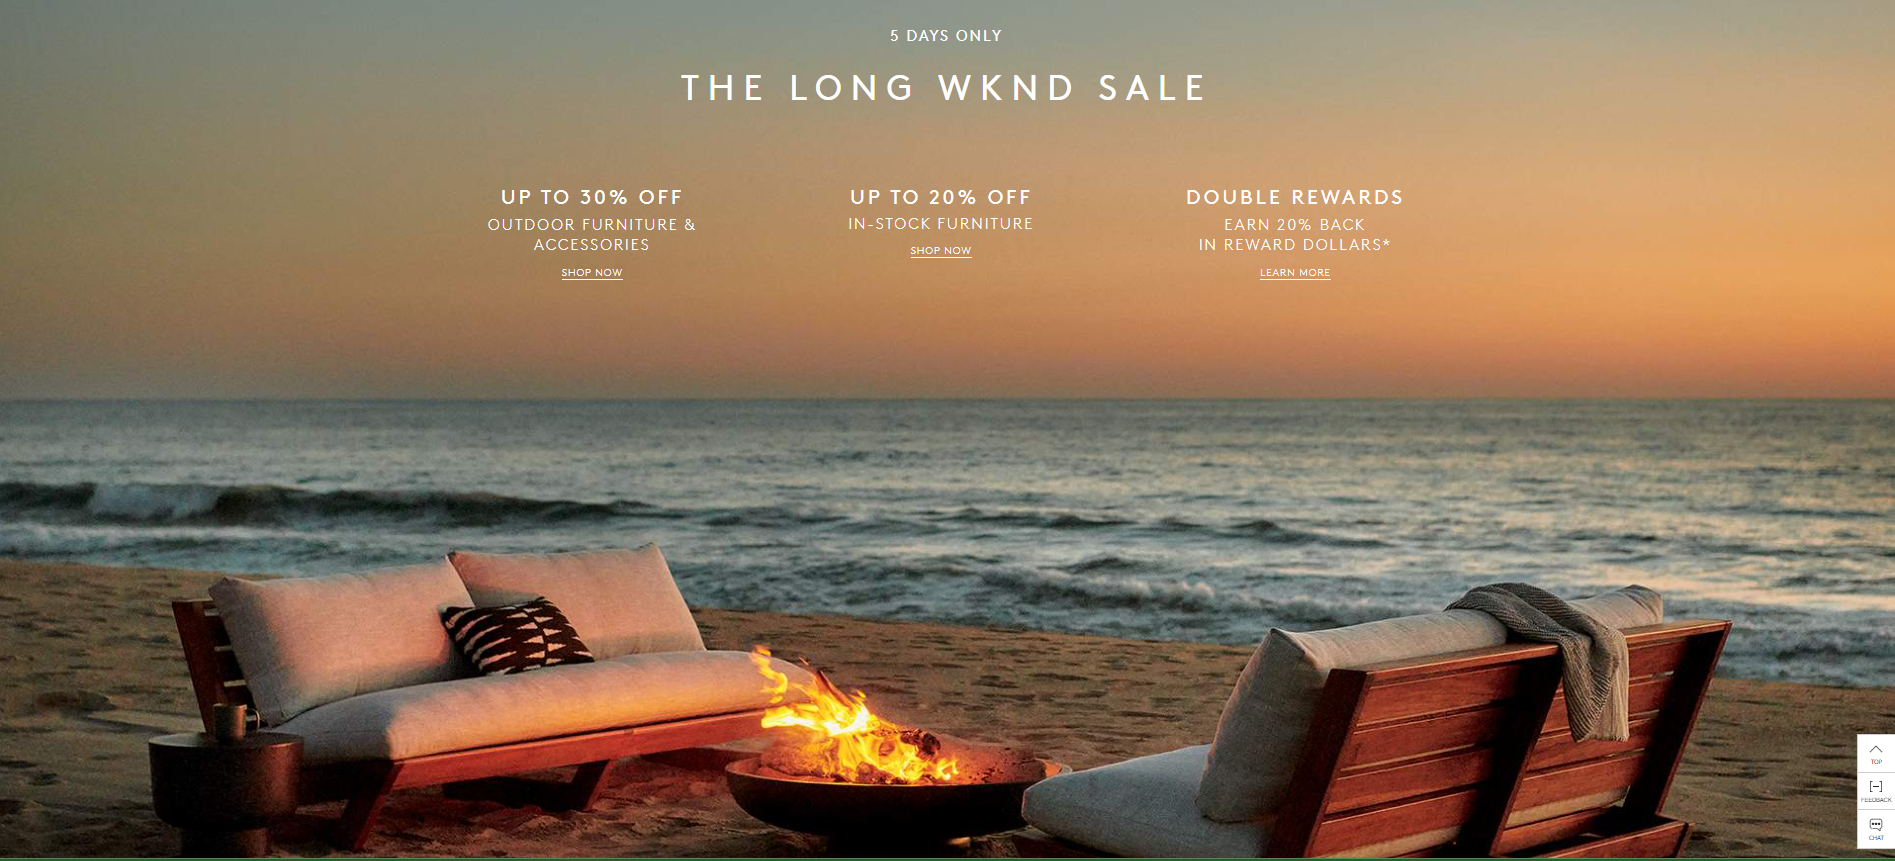 5 DAYS ONLY
THE LONG WKND SALE
UP TO 30% OFF
OUTDOOR FURNITURE &
ACCESSORIES
SHOP NOW
UP TO 20% OFF
IN-STOCK FURNITURE
SHOP NOW
DOUBLE REWARDS
EARN 20% BACK
IN REWARD DOLLARS*
LEARN MORE
TOP
FEEDBACK
CHAT